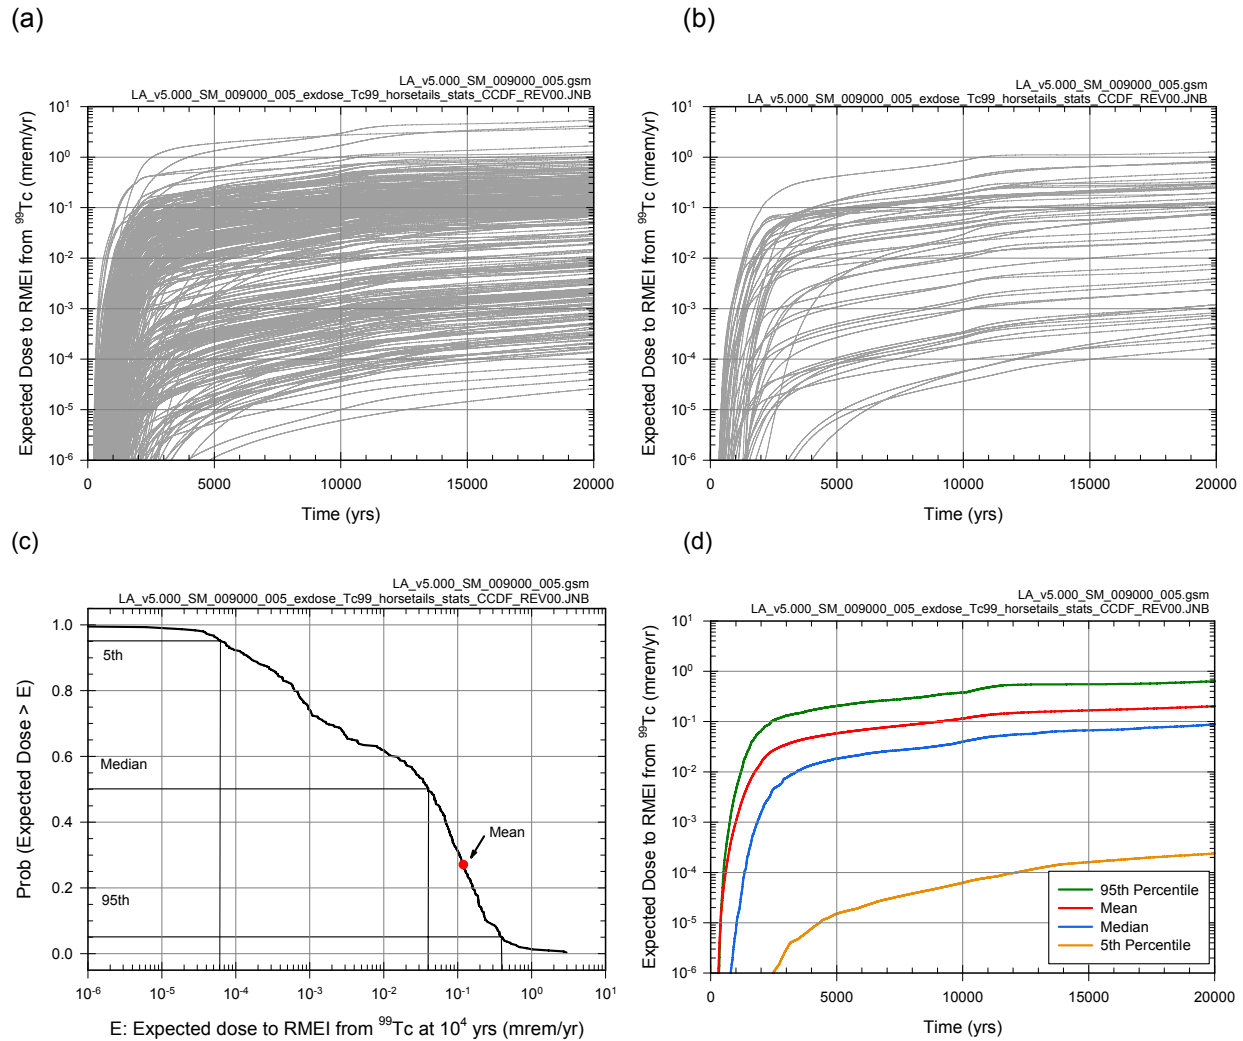 (a)
LA_v5.000_SM_009000_005.gsm
LA_v5.000_SM_009000_005_exdose_Tc99_horsetails_stats_CCDF_REV00.JNB
Expected Dose to RMEI from ⁹⁹Tc (mrem/yr)
10¹
10⁰
10⁻¹
10⁻²
10⁻³
10⁻⁴
10⁻⁵
10⁻⁶
0 5000 10000 15000 20000
Time (yrs)
(b)
LA_v5.000_SM_009000_005.gsm
LA_v5.000_SM_009000_005_exdose_Tc99_horsetails_stats_CCDF_REV00.JNB
Expected Dose to RMEI from ⁹⁹Tc (mrem/yr)
10¹
10⁰
10⁻¹
10⁻²
10⁻³
10⁻⁴
10⁻⁵
10⁻⁶
0 5000 10000 15000 20000
Time (yrs)
(c)
LA_v5.000_SM_009000_005.gsm
LA_v5.000_SM_009000_005_exdose_Tc99_horsetails_stats_CCDF_REV00.JNB
Prob (Expected Dose > E)
1.0
5th
0.8
Median
0.6
0.4
Mean
0.2
95th
0.0
10⁻⁶ 10⁻⁵ 10⁻⁴ 10⁻³ 10⁻² 10⁻¹ 10⁰ 10¹
E: Expected dose to RMEI from ⁹⁹Tc at 10⁴ yrs (mrem/yr)
(d)
LA_v5.000_SM_009000_005.gsm
LA_v5.000_SM_009000_005_exdose_Tc99_horsetails_stats_CCDF_REV00.JNB
Expected Dose to RMEI from ⁹⁹Tc (mrem/yr)
10¹
10⁰
10⁻¹
10⁻²
10⁻³
10⁻⁴
10⁻⁵
10⁻⁶
95th Percentile
Mean
Median
5th Percentile
0 5000 10000 15000 20000
Time (yrs)